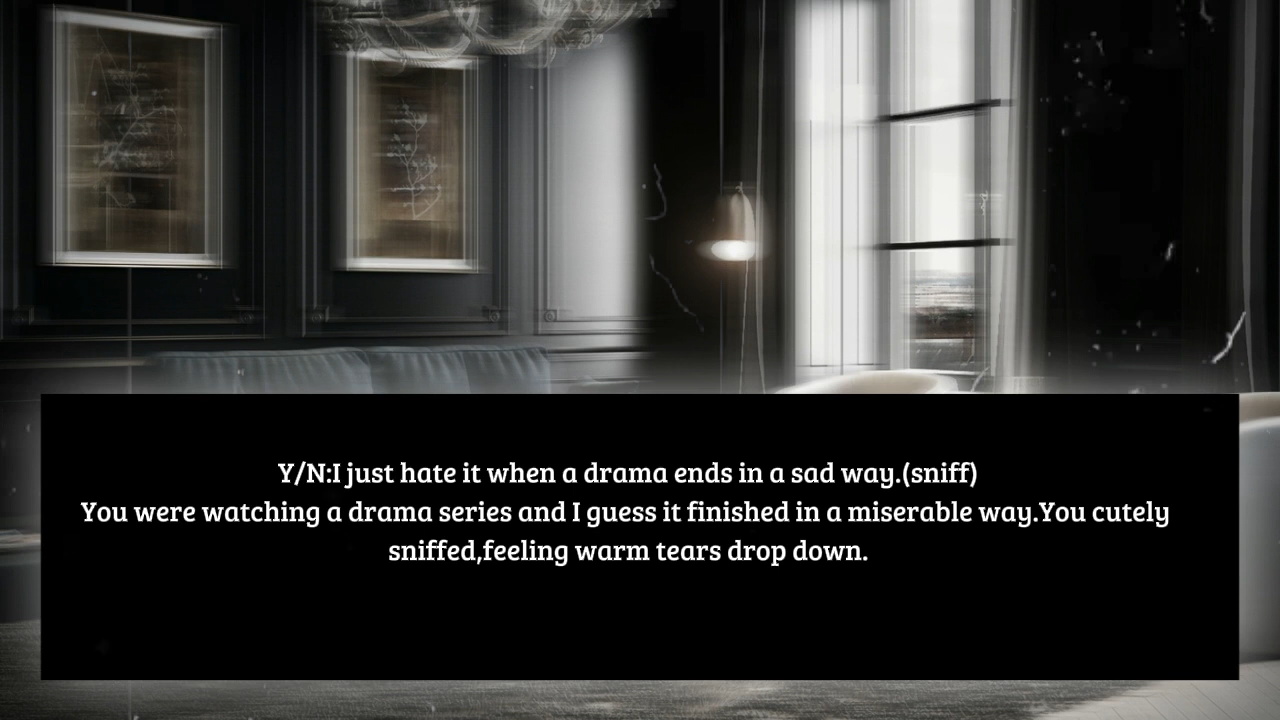 Y/N:I just hate it when a drama ends in a sad way.(sniff)
You were watching a drama series and I guess it finished in a miserable way.You cutely
sniffed,feeling warm tears drop down.